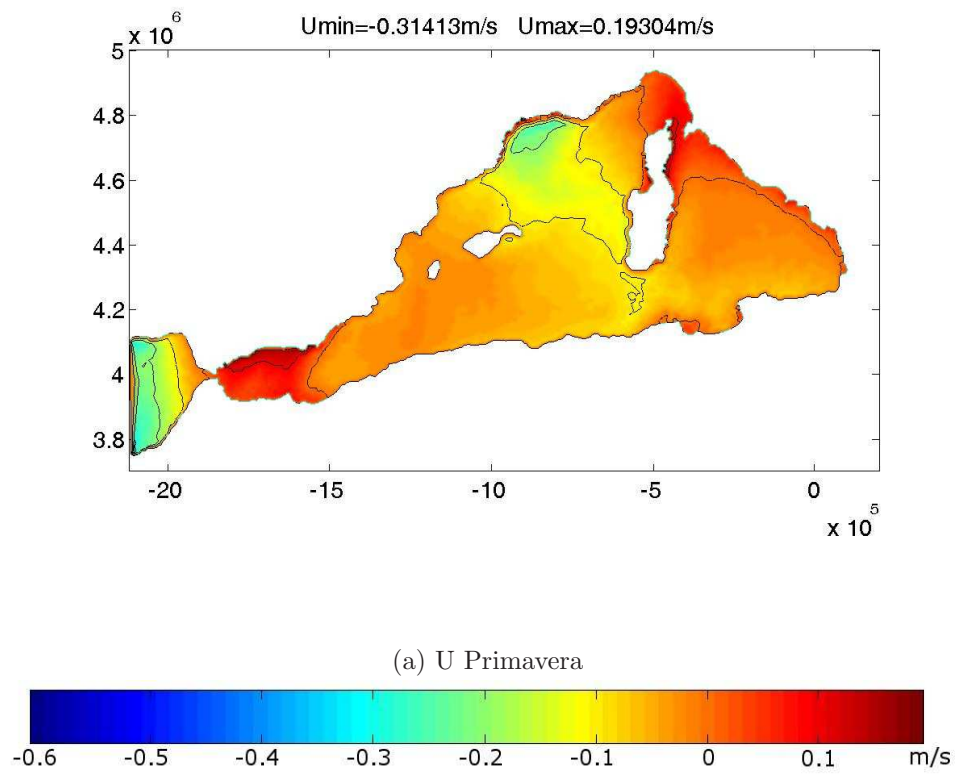 Umin=-0.31413m/s Umax=0.19304m/s
x 10 6
5
4.8
4.6
4.4
4.2
4
3.8
-20 -15 -10 -5 0
x 10 5
(a) U Primavera
-0.6 -0.5 -0.4 -0.3 -0.2 -0.1 0 0.1 m/s